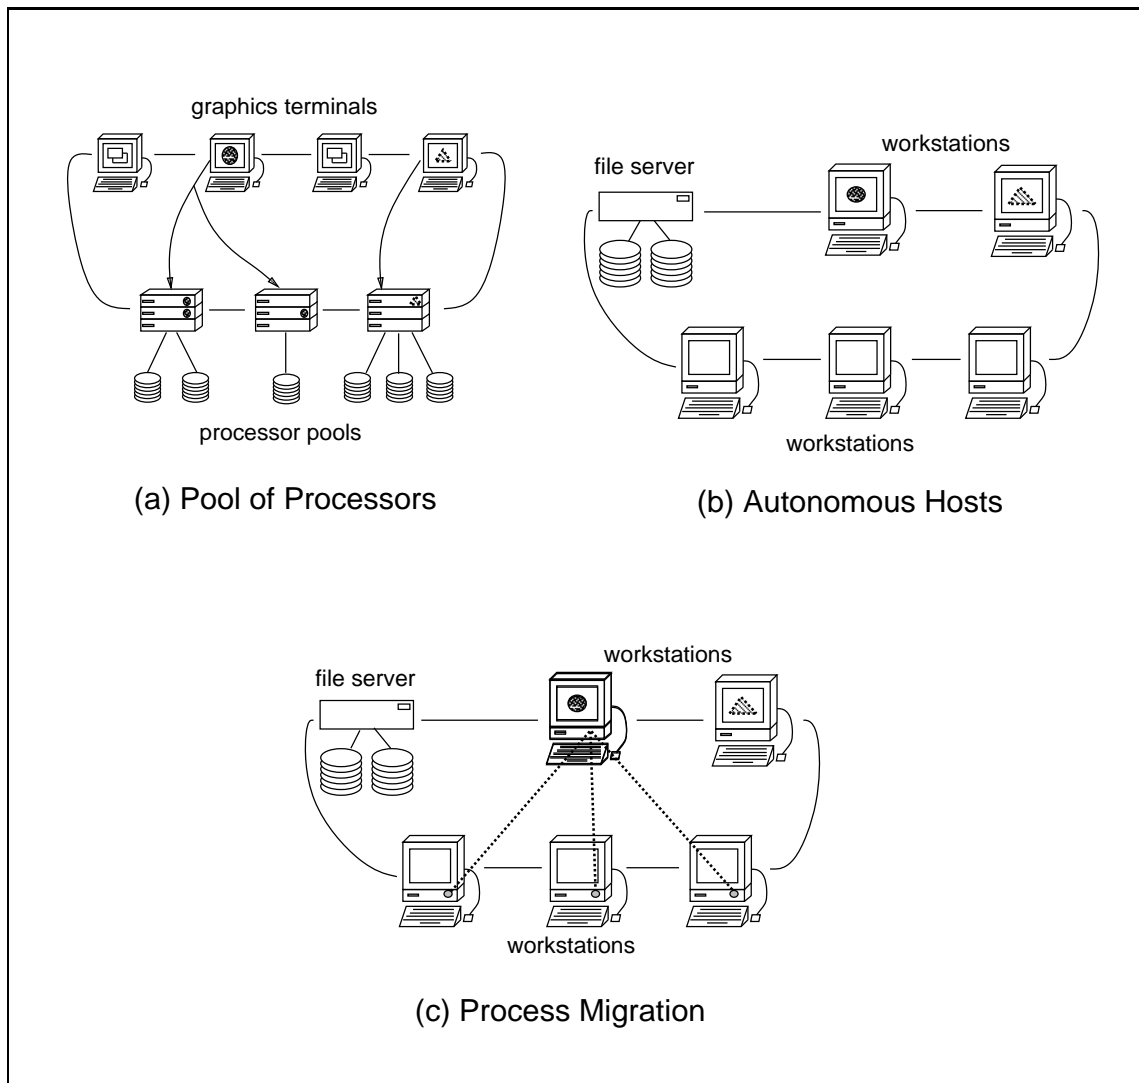 graphics terminals
processor pools
(a) Pool of Processors
workstations
file server
workstations
(b) Autonomous Hosts
workstations
file server
workstations
(c) Process Migration